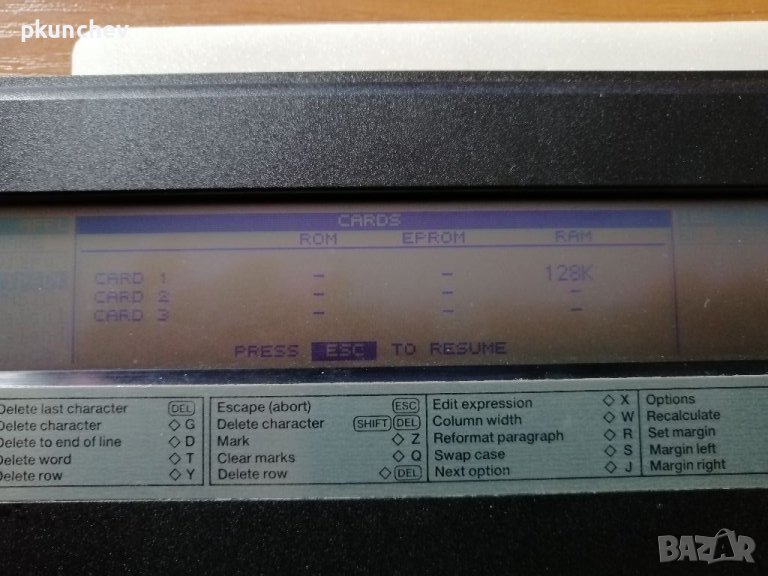 pkunchev
CARDS
ROM EPROM RAM
CARD 1 - - 128K
CARD 2 - - -
CARD 3 - - -
PRESS ESC TO RESUME
Delete last character DEL
Delete character ◇ G
Delete to end of line ◇ D
Delete word ◇ T
Delete row ◇ Y
Escape (abort) ESC
Delete character SHIFT DEL
Mark ◇ Z
Clear marks ◇ Q
Delete row ◇ DEL
Edit expression ◇ X
Column width ◇ W
Reformat paragraph ◇ R
Swap case ◇ S
Next option ◇ J
Options
Recalculate
Set margin
Margin left
Margin right
BAZAR